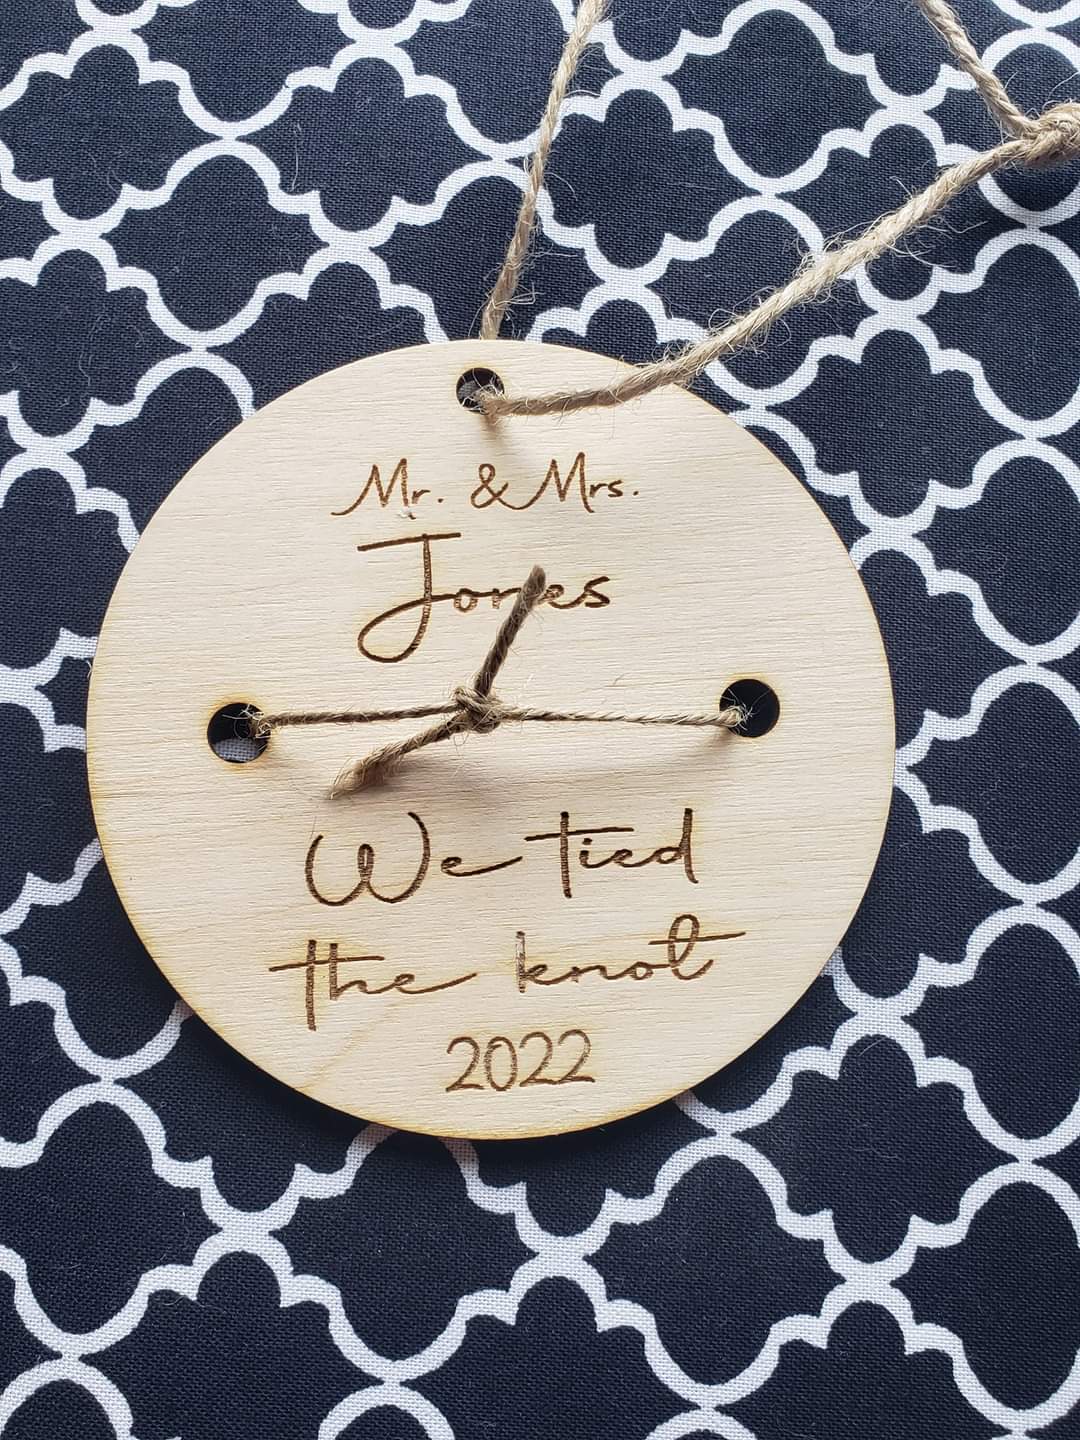 Mr. & Mrs.
Jones
We tied
the knot
2022